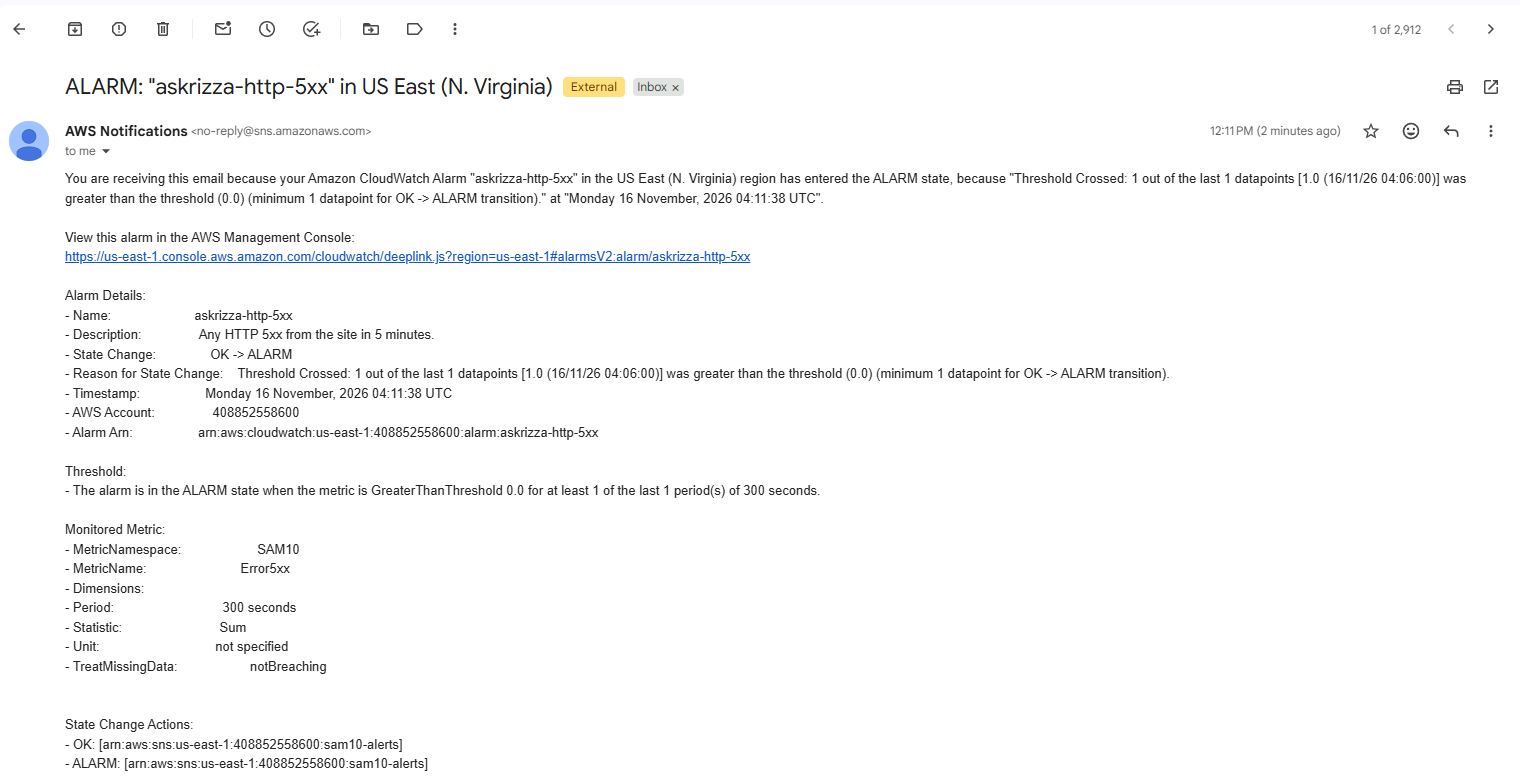 1 of 2,912
ALARM: "askrizza-http-5xx" in US East (N. Virginia) External Inbox ×
AWS Notifications <no-reply@sns.amazonaws.com> 12:11 PM (2 minutes ago)
to me
You are receiving this email because your Amazon CloudWatch Alarm "askrizza-http-5xx" in the US East (N. Virginia) region has entered the ALARM state, because "Threshold Crossed: 1 out of the last 1 datapoints [1.0 (16/11/26 04:06:00)] was
greater than the threshold (0.0) (minimum 1 datapoint for OK -> ALARM transition)." at "Monday 16 November, 2026 04:11:38 UTC".
View this alarm in the AWS Management Console:
https://us-east-1.console.aws.amazon.com/cloudwatch/deeplink.js?region=us-east-1#alarmsV2:alarm/askrizza-http-5xx
Alarm Details:
- Name: askrizza-http-5xx
- Description: Any HTTP 5xx from the site in 5 minutes.
- State Change: OK -> ALARM
- Reason for State Change: Threshold Crossed: 1 out of the last 1 datapoints [1.0 (16/11/26 04:06:00)] was greater than the threshold (0.0) (minimum 1 datapoint for OK -> ALARM transition).
- Timestamp: Monday 16 November, 2026 04:11:38 UTC
- AWS Account: 408852558600
- Alarm Arn: arn:aws:cloudwatch:us-east-1:408852558600:alarm:askrizza-http-5xx
Threshold:
- The alarm is in the ALARM state when the metric is GreaterThanThreshold 0.0 for at least 1 of the last 1 period(s) of 300 seconds.
Monitored Metric:
- MetricNamespace: SAM10
- MetricName: Error5xx
- Dimensions:
- Period: 300 seconds
- Statistic: Sum
- Unit: not specified
- TreatMissingData: notBreaching
State Change Actions:
- OK: [arn:aws:sns:us-east-1:408852558600:sam10-alerts]
- ALARM: [arn:aws:sns:us-east-1:408852558600:sam10-alerts]